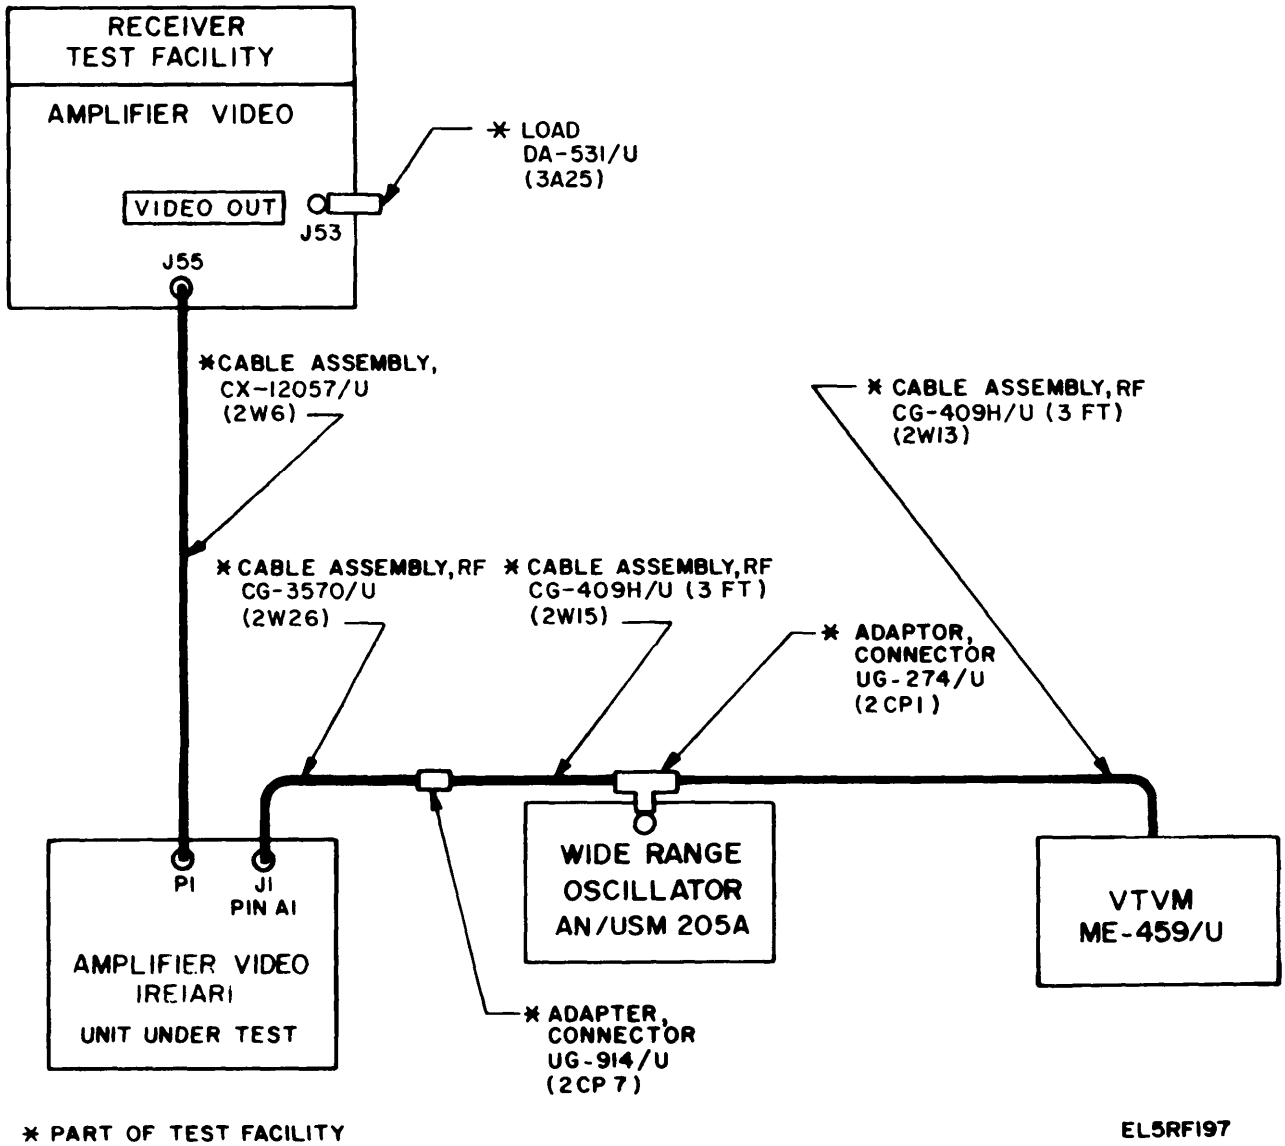 RECEIVER
TEST FACILITY
AMPLIFIER VIDEO
* LOAD
DA-531/U
(3A25)
VIDEO OUT
J53
J55
*CABLE ASSEMBLY,
CX-12057/U
(2W6)
* CABLE ASSEMBLY, RF
CG-409H/U (3 FT)
(2W13)
* CABLE ASSEMBLY, RF
CG-3570/U
(2W26)
* CABLE ASSEMBLY, RF
CG-409H/U (3 FT)
(2W15)
* ADAPTOR,
CONNECTOR
UG-274/U
(2CP1)
P1
J1
PIN A1
AMPLIFIER VIDEO
1RE1AR1
UNIT UNDER TEST
WIDE RANGE
OSCILLATOR
AN/USM 205A
VTVM
ME-459/U
* ADAPTER,
CONNECTOR
UG-914/U
(2CP7)
* PART OF TEST FACILITY
EL5RF197